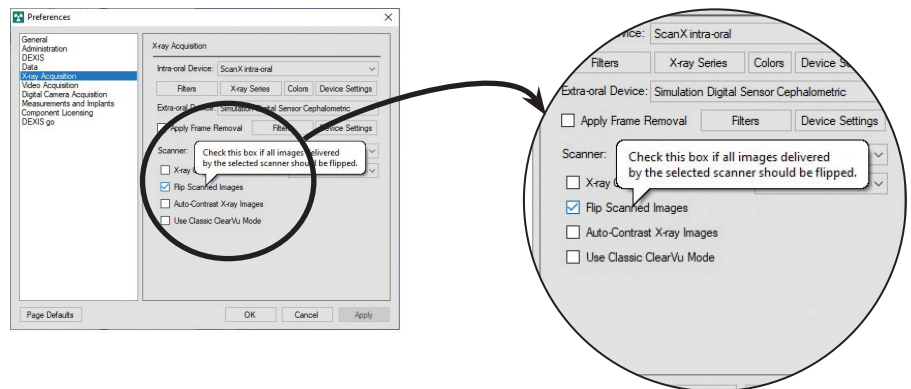 Preferences
General
Administration
DEXIS
Data
X-ray Acquisition
Video Acquisition
Digital Camera Acquisition
Measurements and Implants
Component Licensing
DEXIS go
X-ray Acquisition
Intra-oral Device: ScanX intra-oral
Filters X-ray Series Colors Device Settings
Extra-oral Device: Simulation Digital Sensor Cephalometric
Apply Frame Removal Filters Device Settings
Scanner:
Check this box if all images delivered
by the selected scanner should be flipped.
X-ray
Flip Scanned Images
Auto-Contrast X-ray Images
Use Classic ClearVu Mode
Page Defaults OK Cancel Apply
ScanX intra-oral
Filters X-ray Series Colors Device
Extra-oral Device: Simulation Digital Sensor Cephalometric
Apply Frame Removal Filters Device Settings
Scanner:
Check this box if all images delivered
by the selected scanner should be flipped.
X-ray
Flip Scanned Images
Auto-Contrast X-ray Images
Use Classic ClearVu Mode